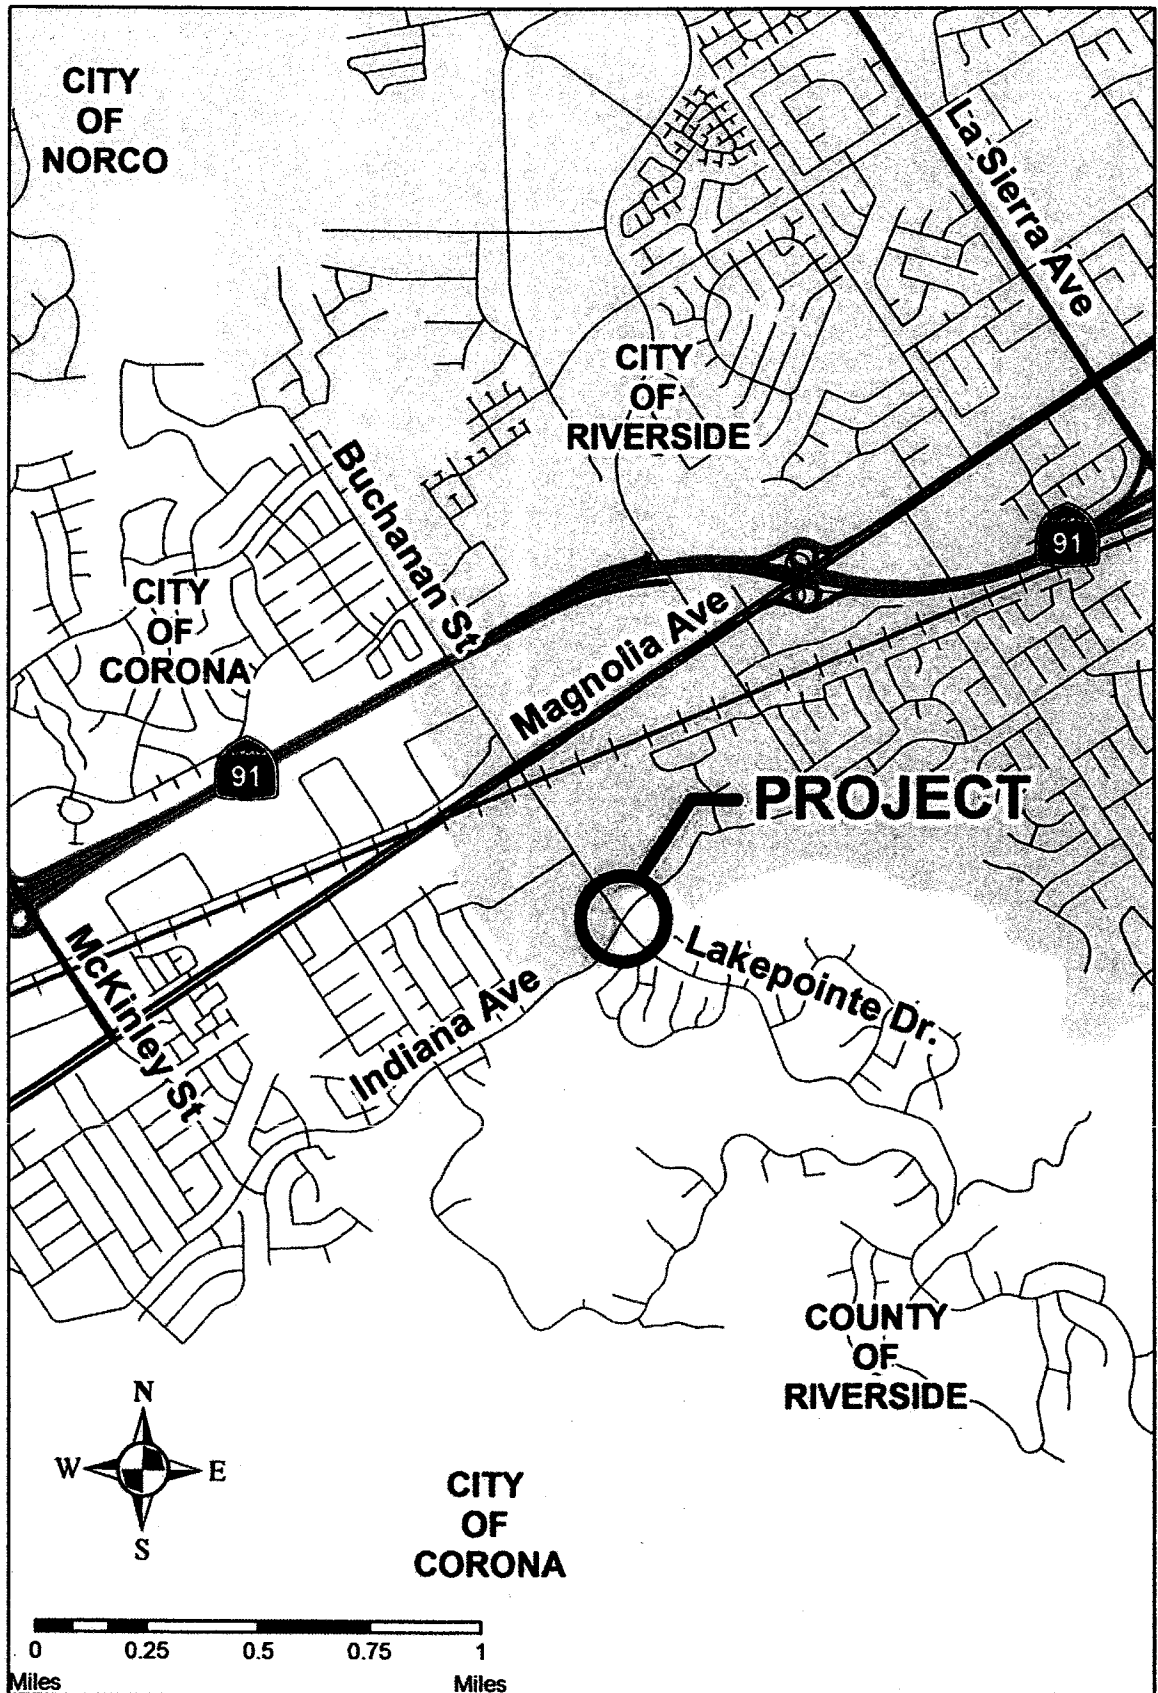 CITY
OF
NORCO
La Sierra Ave
CITY
OF
RIVERSIDE
Buchanan St
91
CITY
OF
CORONA
Magnolia Ave
91
PROJECT
McKinley St
Lakepointe Dr.
Indiana Ave
COUNTY
OF
RIVERSIDE
N
W E
S
CITY
OF
CORONA
0 0.25 0.5 0.75 1
Miles Miles